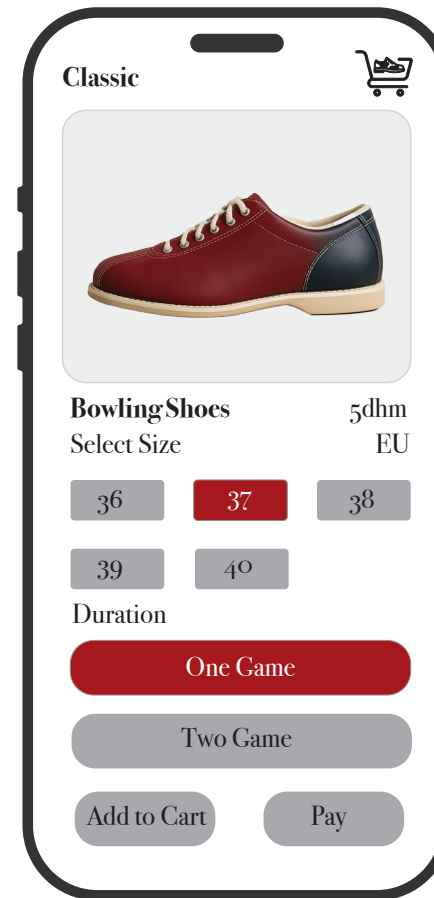 Classic
Bowling Shoes 5dhm
Select Size EU
36 37 38
39 40
Duration
One Game
Two Game
Add to Cart Pay